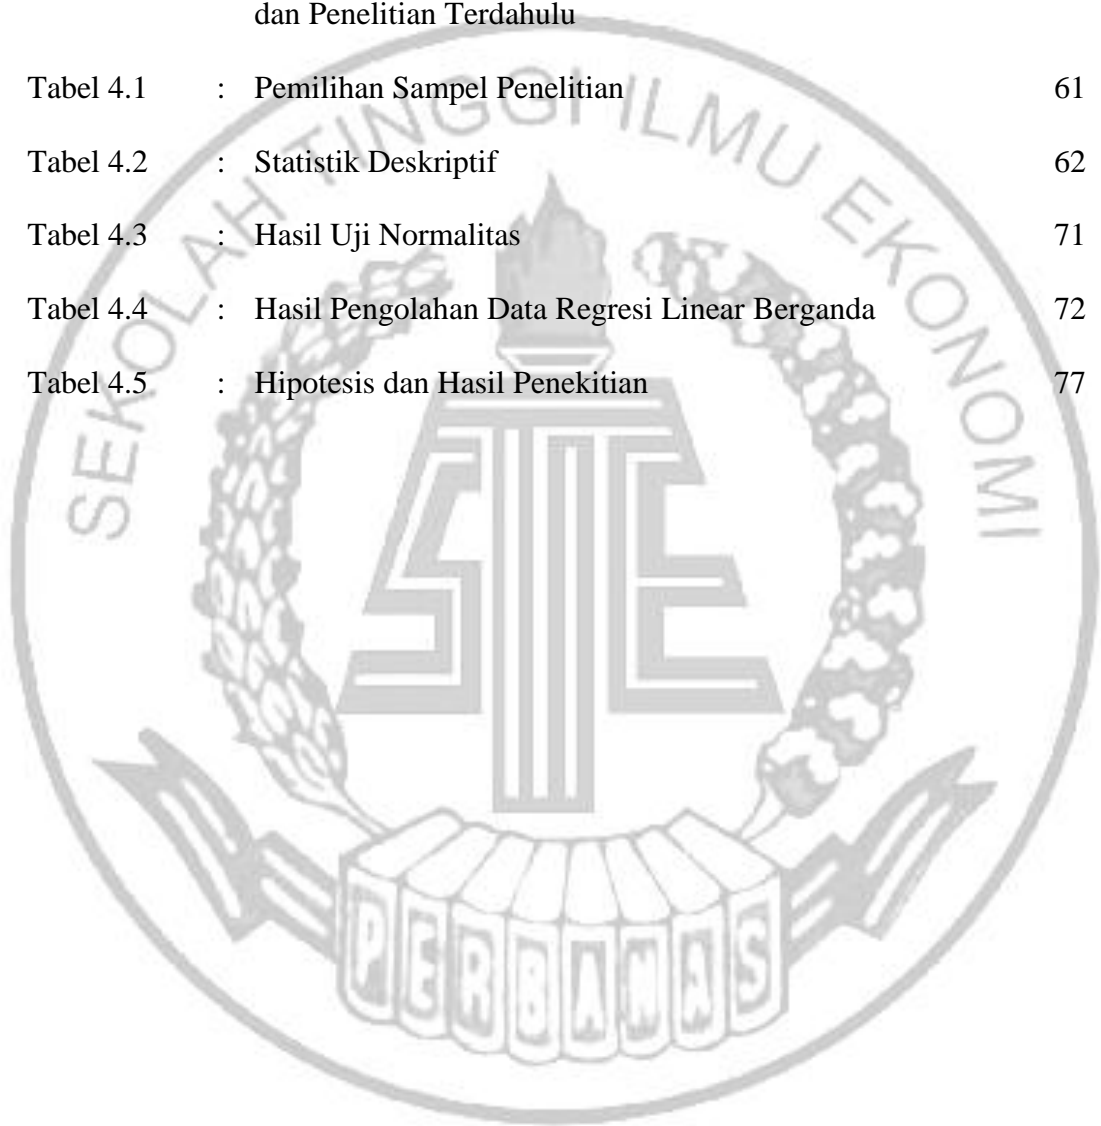 dan Penelitian Terdahulu
Tabel 4.1 : Pemilihan Sampel Penelitian 61
Tabel 4.2 : Statistik Deskriptif 62
Tabel 4.3 : Hasil Uji Normalitas 71
Tabel 4.4 : Hasil Pengolahan Data Regresi Linear Berganda 72
Tabel 4.5 : Hipotesis dan Hasil Penekitian 77
SEKOLAH TINGGI ILMU EKONOMI
STIE
PERBANAS